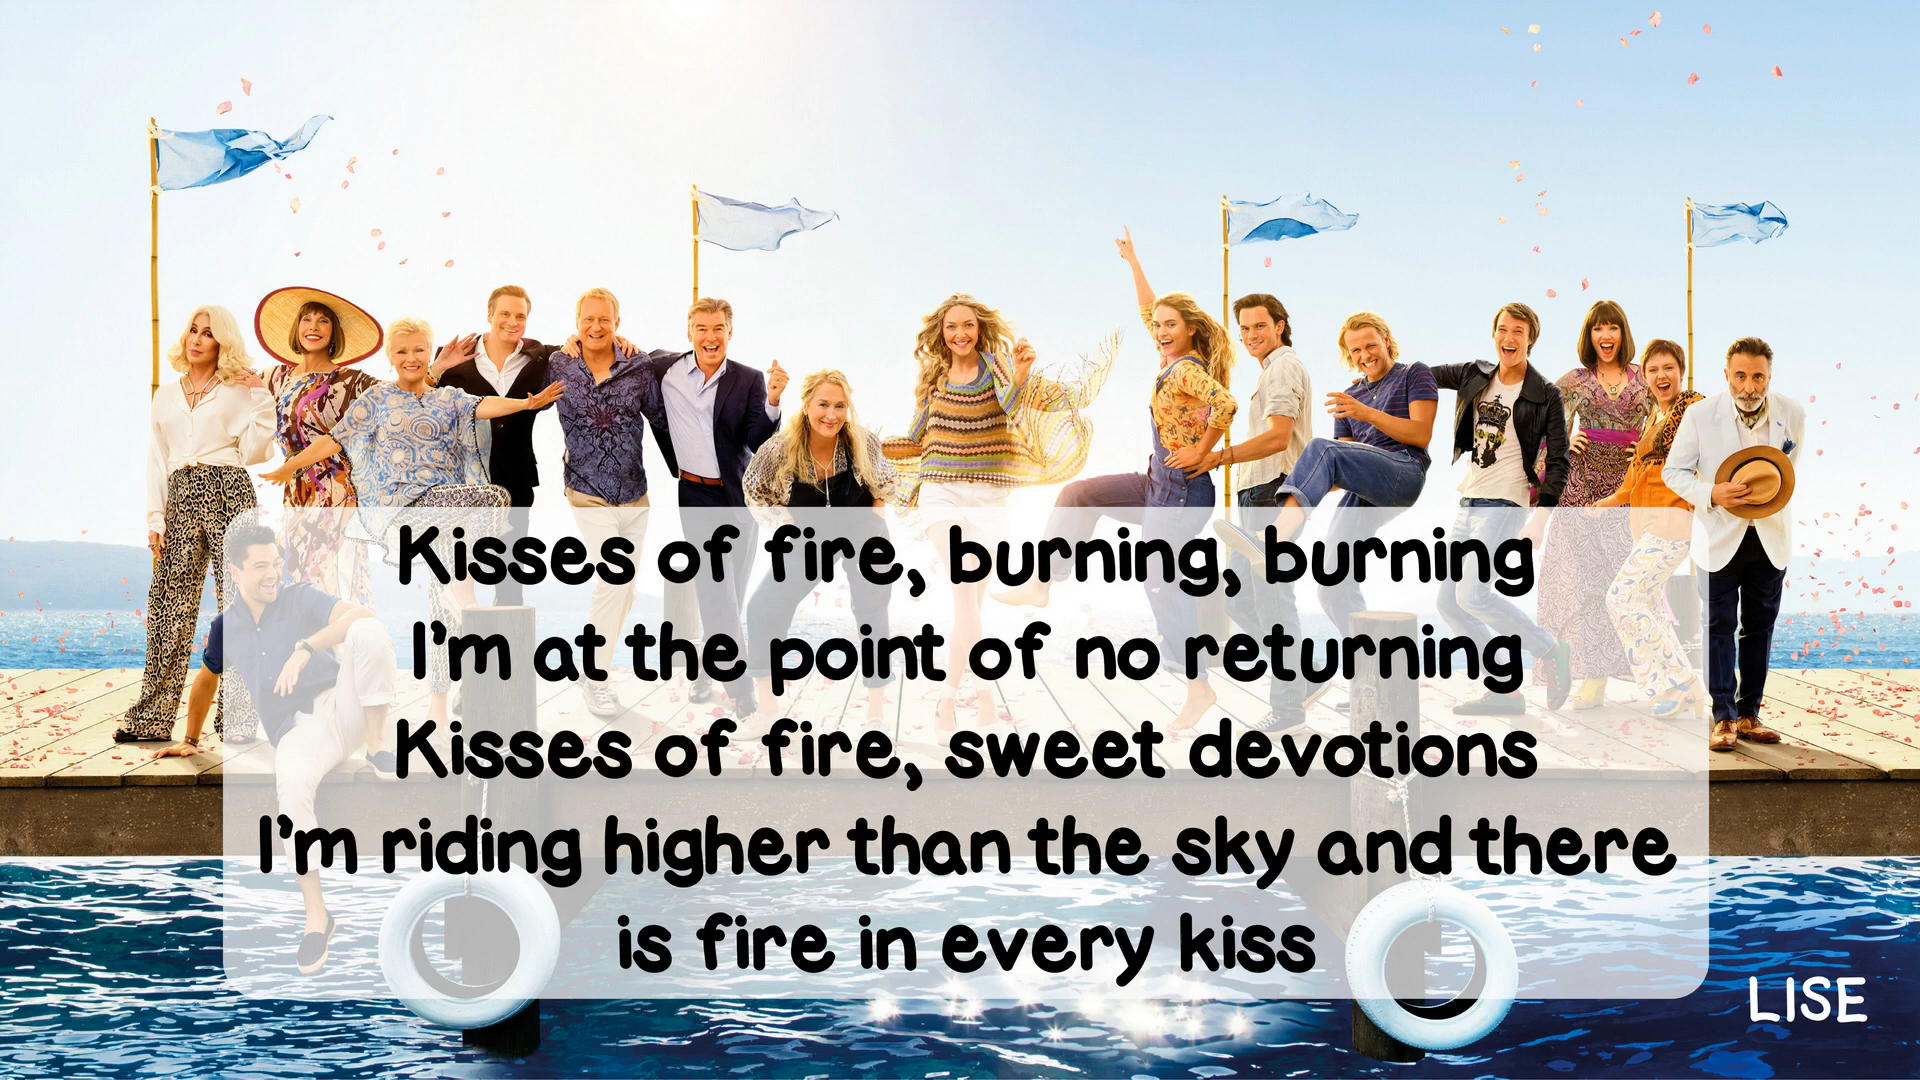 Kisses of fire, burning, burning
I'm at the point of no returning
Kisses of fire, sweet devotions
I'm riding higher than the sky and there
is fire in every kiss
LISE